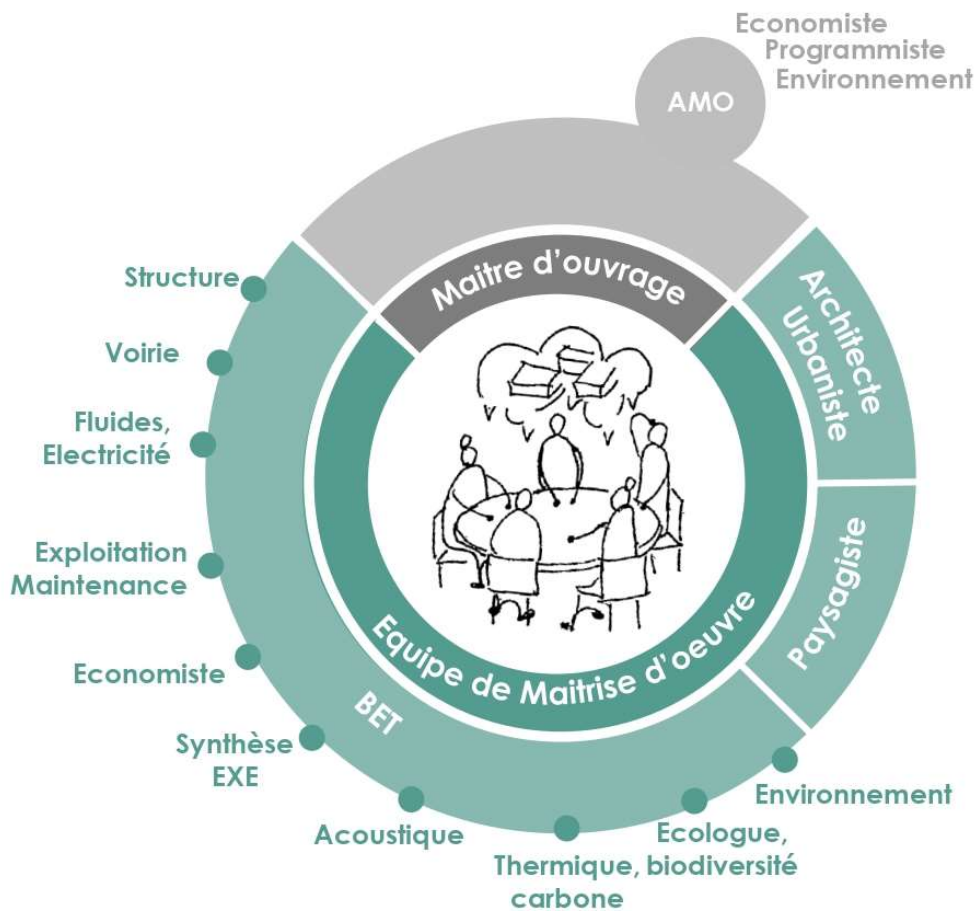 Economiste
Programmiste
Environnement
AMO
Maitre d'ouvrage
Architecte
Urbaniste
Paysagiste
Equipe de Maitrise d'oeuvre
BET
Structure
Voirie
Fluides,
Electricité
Exploitation
Maintenance
Economiste
Synthèse
EXE
Acoustique
Thermique,
carbone
Ecologue,
biodiversité
Environnement